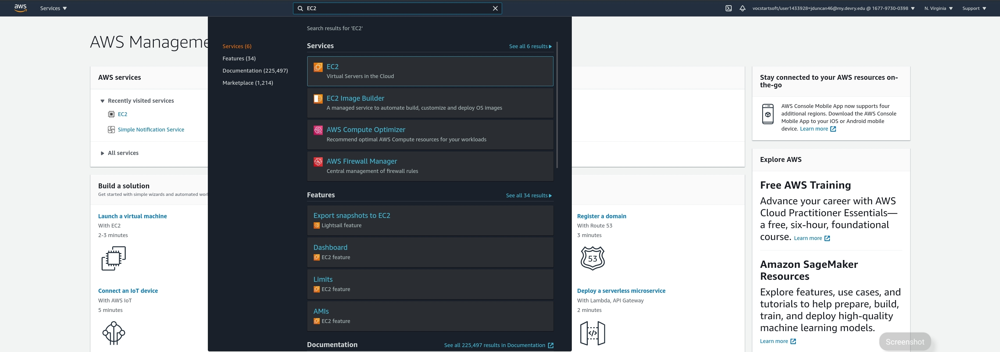 aws
Services
EC2
vocstartsoft/user1433928=jduncan46@my.devry.edu @ 1677-9730-0398
N. Virginia
Support
AWS Manageme
AWS services
Recently visited services
EC2
Simple Notification Service
All services
Build a solution
Get started with simple wizards and automated wor
Launch a virtual machine
With EC2
2-3 minutes
Connect an IoT device
With AWS IoT
5 minutes
Search results for 'EC2'
Services (6)
Features (34)
Documentation (225,497)
Marketplace (1,214)
Services
See all 6 results
EC2
Virtual Servers in the Cloud
EC2 Image Builder
A managed service to automate build, customize and deploy OS images
AWS Compute Optimizer
Recommend optimal AWS Compute resources for your workloads
AWS Firewall Manager
Central management of firewall rules
Features
See all 34 results
Export snapshots to EC2
Lightsail feature
Dashboard
EC2 feature
Limits
EC2 feature
AMIs
EC2 feature
Documentation
See all 225,497 results in Documentation
Register a domain
With Route 53
3 minutes
53
Deploy a serverless microservice
With Lambda, API Gateway
2 minutes
</>
Stay connected to your AWS resources on-
the-go
AWS Console Mobile App now supports four
additional regions. Download the AWS Console
Mobile App to your iOS or Android mobile
device. Learn more
Explore AWS
Free AWS Training
Advance your career with AWS
Cloud Practitioner Essentials—
a free, six-hour, foundational
course. Learn more
Amazon SageMaker
Resources
Explore features, use cases, and
tutorials to help prepare, build,
train, and deploy high-quality
machine learning models.
Learn more
Screenshot